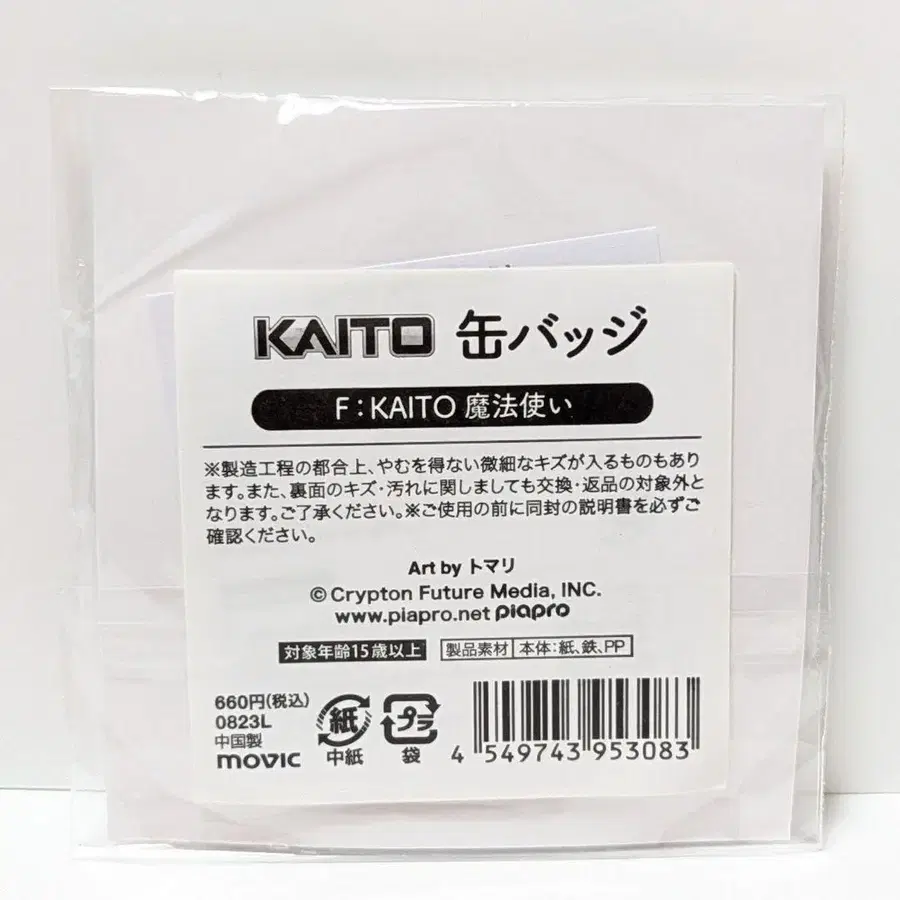 KAITO 缶バッジ
F:KAITO 魔法使い
※製造工程の都合上、やむを得ない微細なキズが入るものもあり
ます。また、裏面のキズ・汚れに関しましても交換・返品の対象外と
なります。ご了承ください。※ご使用の前に同封の説明書を必ずご
確認ください。
Art by トマリ
© Crypton Future Media, INC.
www.piapro.net piapro
対象年齢15歳以上 製品素材 本体:紙、鉄、PP
660円(税込)
0823L
中国製
movic
紙
中紙
プラ
袋
4 549743 953083